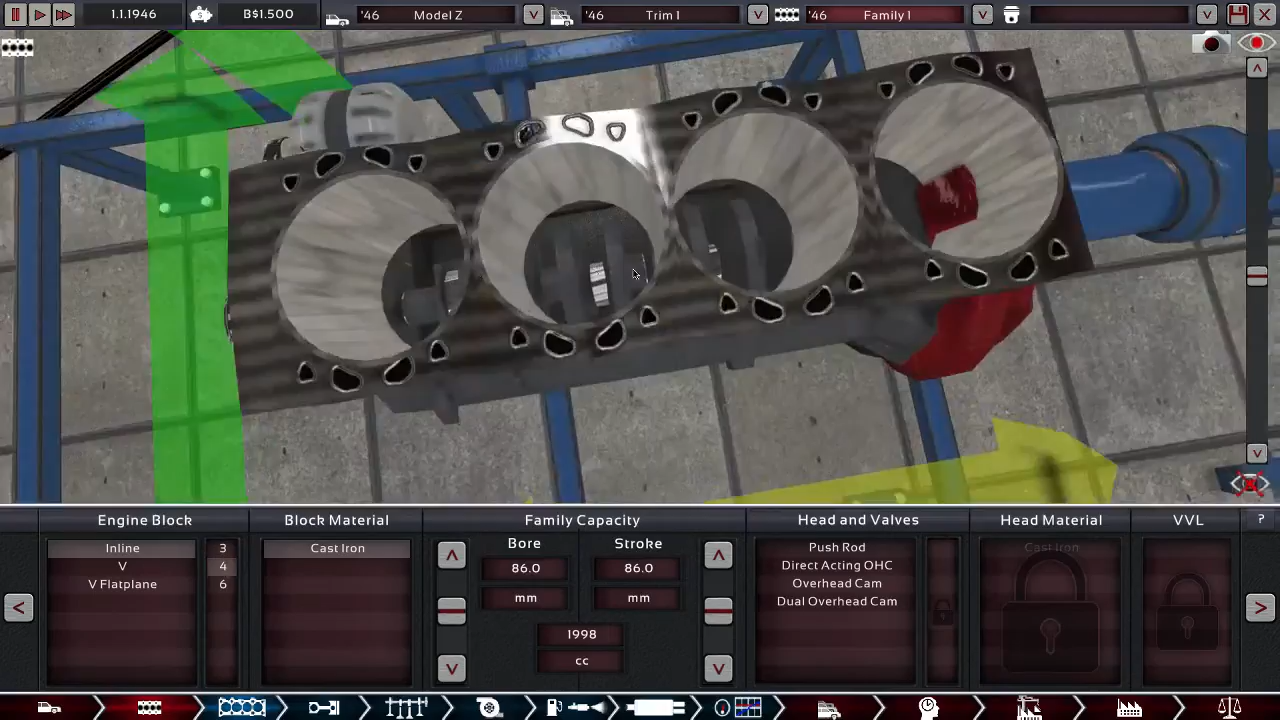 1.1.1946
B$1.500
'46 Model Z
'46 Trim 1
'46 Family 1
Engine Block
Inline 3
V 4
V Flatplane 6
Block Material
Cast Iron
Family Capacity
Bore Stroke
86.0 86.0
mm mm
1998
cc
Head and Valves
Push Rod
Direct Acting OHC
Overhead Cam
Dual Overhead Cam
Head Material
Cast Iron
VVL
?